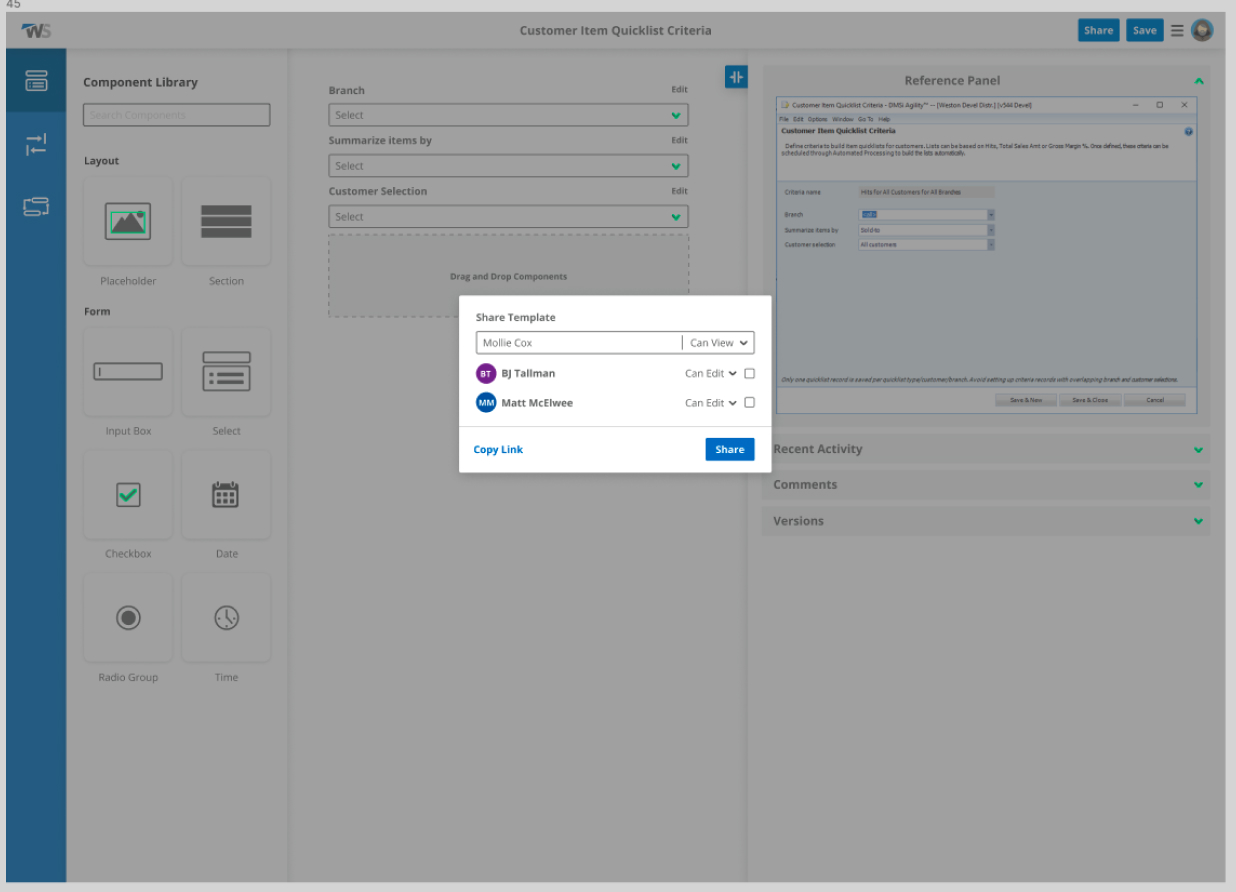 45
WS
Customer Item Quicklist Criteria
Share
Save
Component Library
Search Components
Layout
Placeholder
Section
Form
Input Box
Select
Checkbox
Date
Radio Group
Time
Branch
Edit
Select
Summarize items by
Edit
Select
Customer Selection
Edit
Select
Drag and Drop Components
Share Template
Mollie Cox
Can View
BT
BJ Tallman
Can Edit
MM
Matt McElwee
Can Edit
Copy Link
Share
Reference Panel
Customer Item Quicklist Criteria - DMSi Agility™ -- [Weston Devel Distr.] [v544 Devel]
File Edit Options Window Go To Help
Customer Item Quicklist Criteria
Define criteria to build item quicklists for customers. Lists can be based on Hits, Total Sales Amt or Gross Margin %. Once defined, these criteria can be
scheduled through Automated Processing to build the lists automatically.
Criteria name
Hits for All Customers for All Branches
Branch
Summarize items by
Sold-to
Customer selection
All customers
Only one quicklist record is saved per quicklist type/customer/branch. Avoid setting up criteria records with overlapping branch and customer selections.
Save & New
Save & Close
Cancel
Recent Activity
Comments
Versions